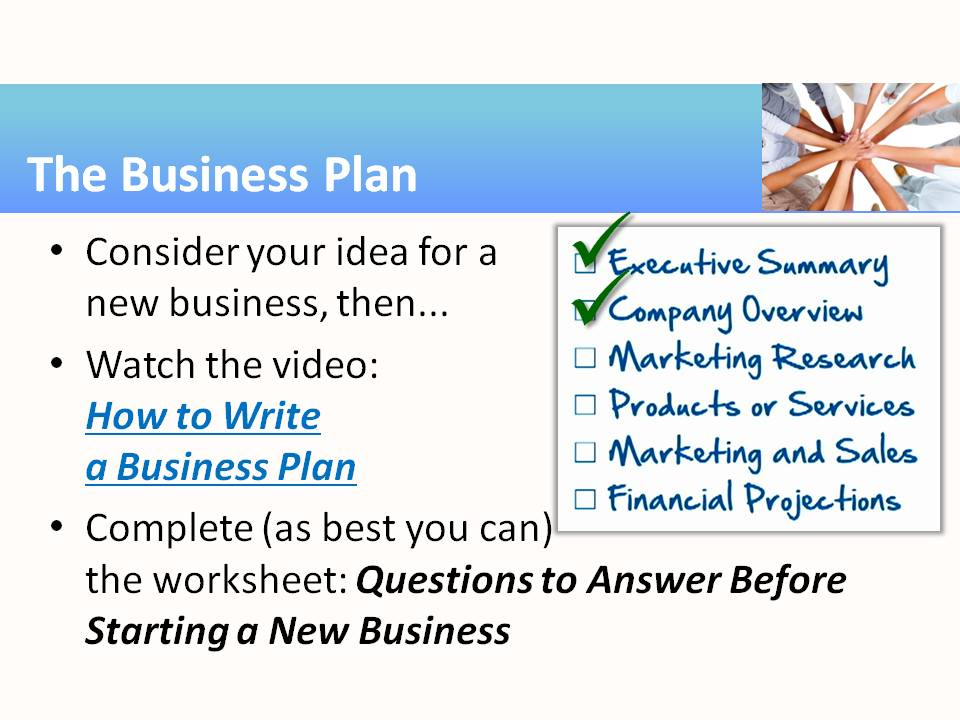 The Business Plan
• Consider your idea for a
new business, then...
• Watch the video:
How to Write
a Business Plan
• Complete (as best you can)
the worksheet: Questions to Answer Before
Starting a New Business
Executive Summary
Company Overview
Marketing Research
Products or Services
Marketing and Sales
Financial Projections